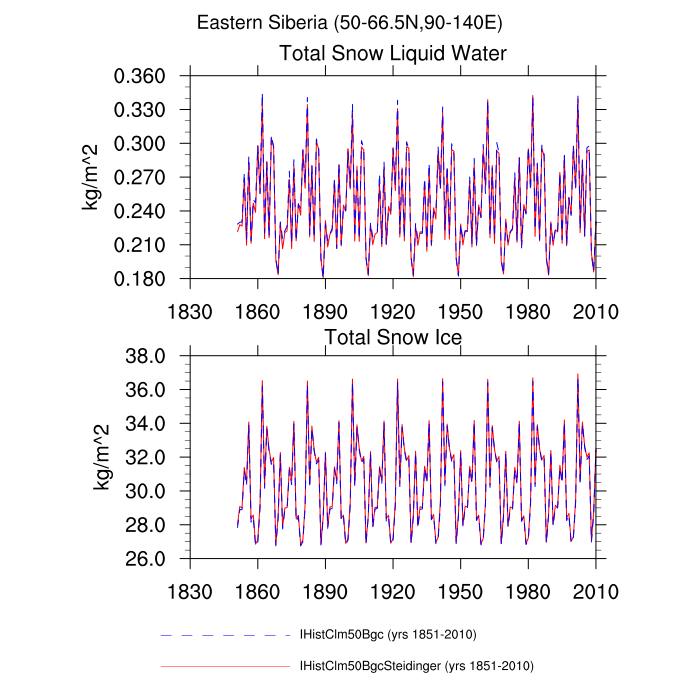 Eastern Siberia (50-66.5N,90-140E)
Total Snow Liquid Water
kg/m^2
0.360
0.330
0.300
0.270
0.240
0.210
0.180
1830 1860 1890 1920 1950 1980 2010
Total Snow Ice
kg/m^2
38.0
36.0
34.0
32.0
30.0
28.0
26.0
1830 1860 1890 1920 1950 1980 2010
IHistClm50Bgc (yrs 1851-2010)
IHistClm50BgcSteidinger (yrs 1851-2010)